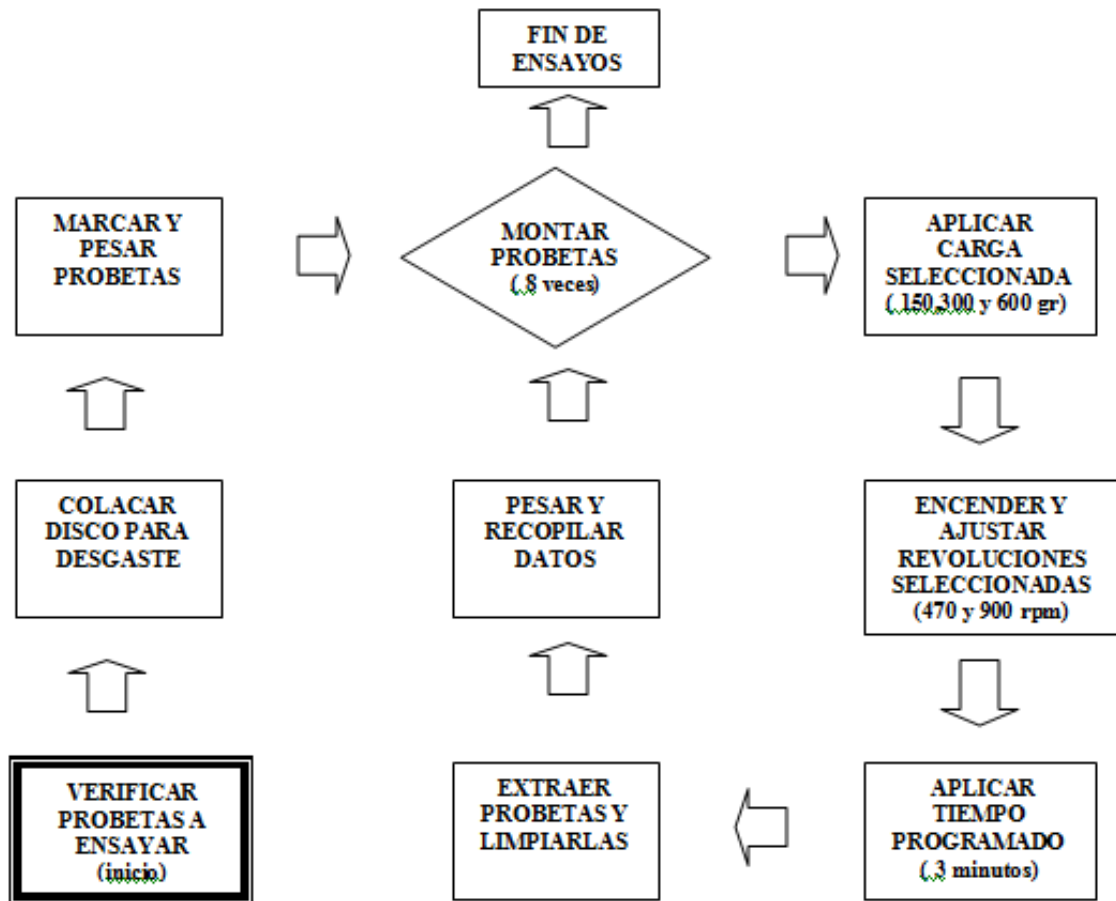 FIN DE
ENSAYOS
MARCAR Y
PESAR
PROBETAS
MONTAR
PROBETAS
( 8 veces)
APLICAR
CARGA
SELECCIONADA
( 150,300 y 600 gr)
COLACAR
DISCO PARA
DESGASTE
PESAR Y
RECOPILAR
DATOS
ENCENDER Y
AJUSTAR
REVOLUCIONES
SELECCIONADAS
(470 y 900 rpm)
VERIFICAR
PROBETAS A
ENSAYAR
(inicio)
EXTRAER
PROBETAS Y
LIMPIARLAS
APLICAR
TIEMPO
PROGRAMADO
( 3 minutos)